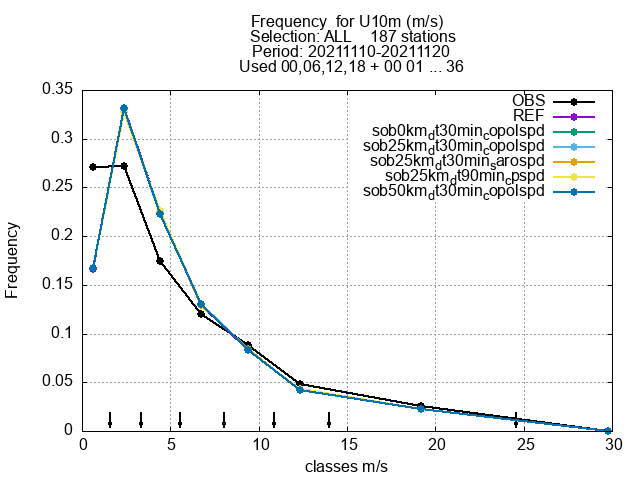 Frequency for U10m (m/s)
Selection: ALL 187 stations
Period: 20211110-20211120
Used 00,06,12,18 + 00 01 ... 36
0.35
0.3
0.25
0.2
0.15
0.1
0.05
0
Frequency
OBS
REF
sob0km_dt30min_copolspd
sob25km_dt30min_copolspd
sob25km_dt30min_sarospd
sob25km_dt90min_cpspd
sob50km_dt30min_copolspd
0 5 10 15 20 25 30
classes m/s